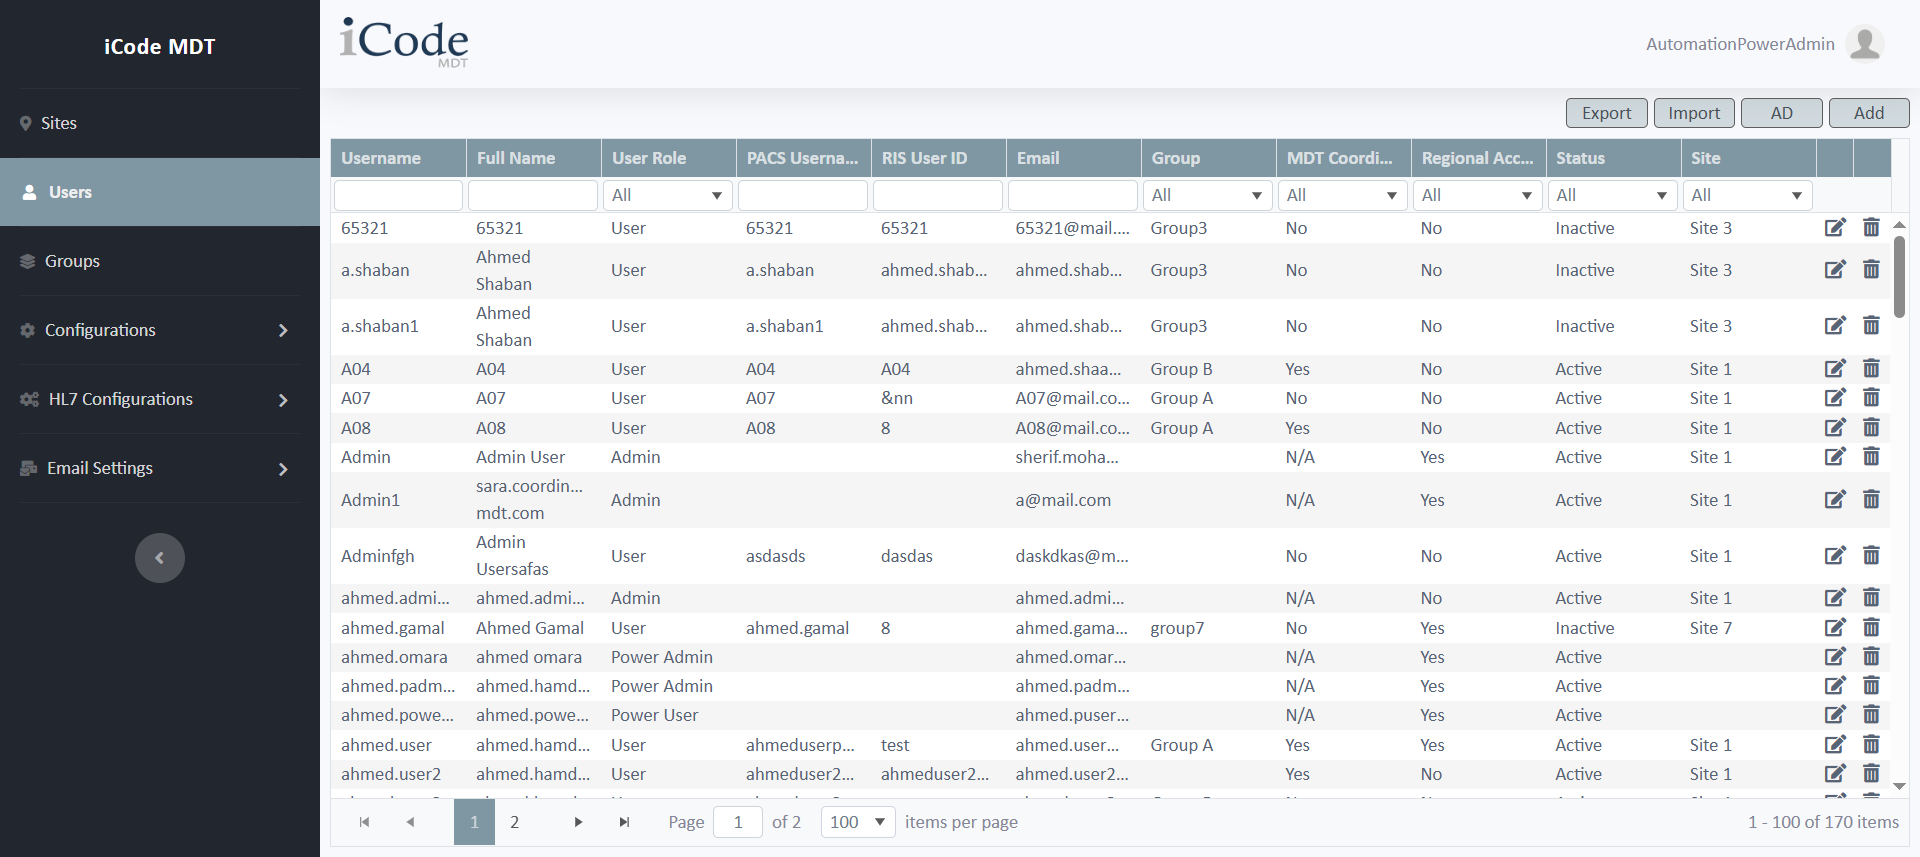 iCode MDT
Sites
Users
Groups
Configurations
HL7 Configurations
Email Settings
iCode
MDT
AutomationPowerAdmin
Export Import AD Add
Username Full Name User Role PACS Userna... RIS User ID Email Group MDT Coordi... Regional Acc... Status Site
All All All All All All
65321 65321 User 65321 65321 65321@mail.... Group3 No No Inactive Site 3
a.shaban Ahmed Shaban User a.shaban ahmed.shab... ahmed.shab... Group3 No No Inactive Site 3
a.shaban1 Ahmed Shaban User a.shaban1 ahmed.shab... ahmed.shab... Group3 No No Inactive Site 3
A04 A04 User A04 A04 ahmed.shaa... Group B Yes No Active Site 1
A07 A07 User A07 &nn A07@mail.co... Group A No No Active Site 1
A08 A08 User A08 8 A08@mail.co... Group A Yes No Active Site 1
Admin Admin User Admin sherif.moha... N/A Yes Active Site 1
Admin1 sara.coordin... mdt.com Admin a@mail.com N/A Yes Active Site 1
Adminfgh Admin Usersafas User asdasds dasdas daskdkas@m... No No Active Site 1
ahmed.admi... ahmed.admi... Admin ahmed.admi... N/A No Active Site 1
ahmed.gamal Ahmed Gamal User ahmed.gamal 8 ahmed.gama... group7 No Yes Inactive Site 7
ahmed.omara ahmed omara Power Admin ahmed.omar... N/A Yes Active
ahmed.padm... ahmed.hamd... Power Admin ahmed.padm... N/A Yes Active
ahmed.powe... ahmed.powe... Power User ahmed.puser... N/A Yes Active
ahmed.user ahmed.hamd... User ahmeduserp... test ahmed.user... Group A Yes Yes Active Site 1
ahmed.user2 ahmed.hamd... User ahmeduser2... ahmeduser2... ahmed.user2... Yes No Active Site 1
1 2 Page 1 of 2 100 items per page 1 - 100 of 170 items